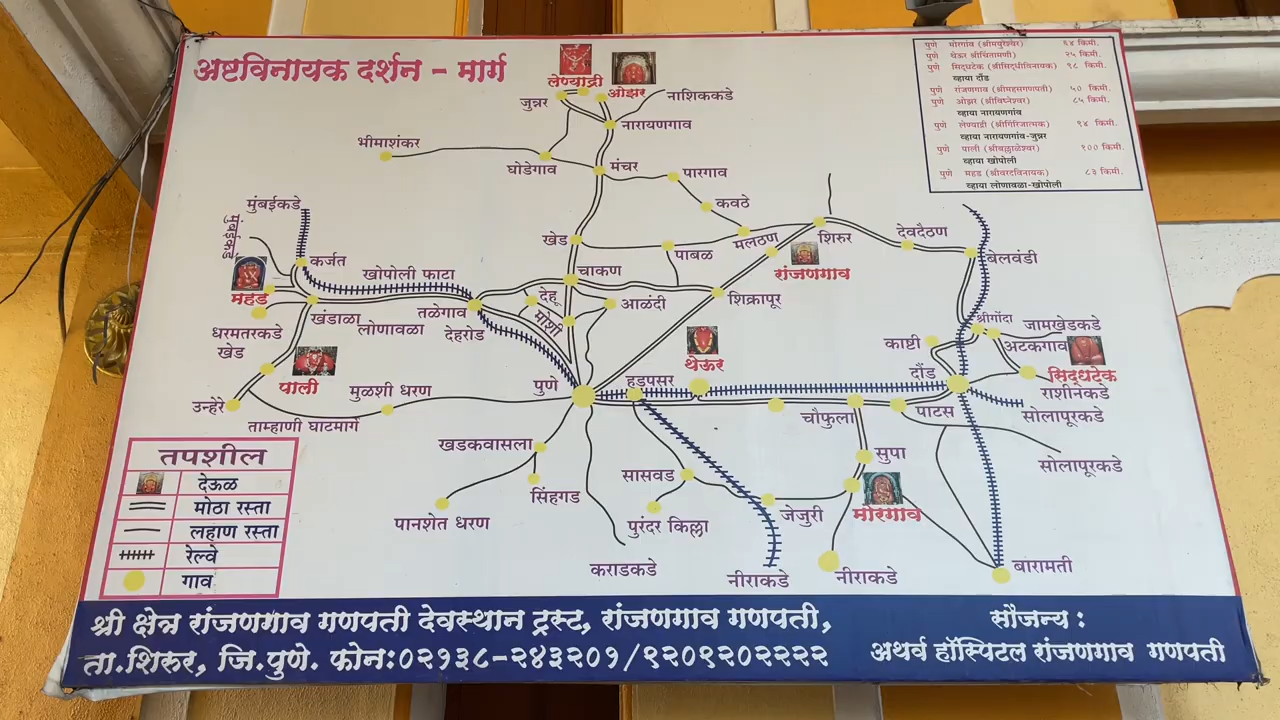 अष्टविनायक दर्शन - मार्ग
पुणे मोरगांव (श्रीमयुरेश्वर) ६४ किमी.
पुणे थेऊर श्रीचिंतामणी) २५ किमी.
पुणे सिद्धटेक (श्रीसिद्धीविनायक) ९८ किमी.
व्हाया दौंड
पुणे रांजणगाव (श्रीमहागणपती) ५० किमी.
पुणे ओझर (श्रीविघ्नेश्वर) ८५ किमी.
व्हाया नारायणगांव
पुणे लेण्याद्री (श्रीगिरिजात्मक) ९४ किमी.
व्हाया नारायणगांव-जुन्नर
पुणे पाली (श्रीबल्लाळेश्वर) १०० किमी.
व्हाया खोपोली
पुणे महड (श्रीवरदविनायक) ८३ किमी.
व्हाया लोणावळा-खोपोली
लेण्याद्री
ओझर
जुन्नर
नाशिककडे
नारायणगाव
भीमाशंकर
घोडेगाव
मंचर
पारगाव
कवठे
मुंबईकडे
मुंबईकडे
खेड
पाबळ
मलठण
शिरुर
देवदैठण
बेलवंडी
कर्जत
खोपोली फाटा
चाकण
रांजणगाव
महड
देहू
आळंदी
शिक्रापूर
खंडाळा
लोणावळा
तळेगाव
देहरोड
मोशी
धरमतरकडे
खेड
श्रीगोंदा
जामखेडकडे
काष्टी
अटकगाव
पाली
थेऊर
सिद्धटेक
दौंड
राशीनकडे
उन्हेरे
मुळशी धरण
पुणे
हडपसर
चौफुला
पाटस
सोलापूरकडे
ताम्हाणी घाटमार्गे
खडकवासला
सुपा
सोलापूरकडे
सिंहगड
सासवड
पानशेत धरण
पुरंदर किल्ला
जेजुरी
मोरगाव
कराडकडे
नीराकडे
नीराकडे
बारामती
तपशील
देऊळ
मोठा रस्ता
लहाण रस्ता
रेल्वे
गाव
श्री क्षेत्र रांजणगाव गणपती देवस्थान ट्रस्ट, रांजणगाव गणपती,
ता.शिरुर, जि.पुणे. फोन:०२१३८-२४३२०१/९२०९२०२२२२
सौजन्य :
अथर्व हॉस्पिटल रांजणगाव गणपती